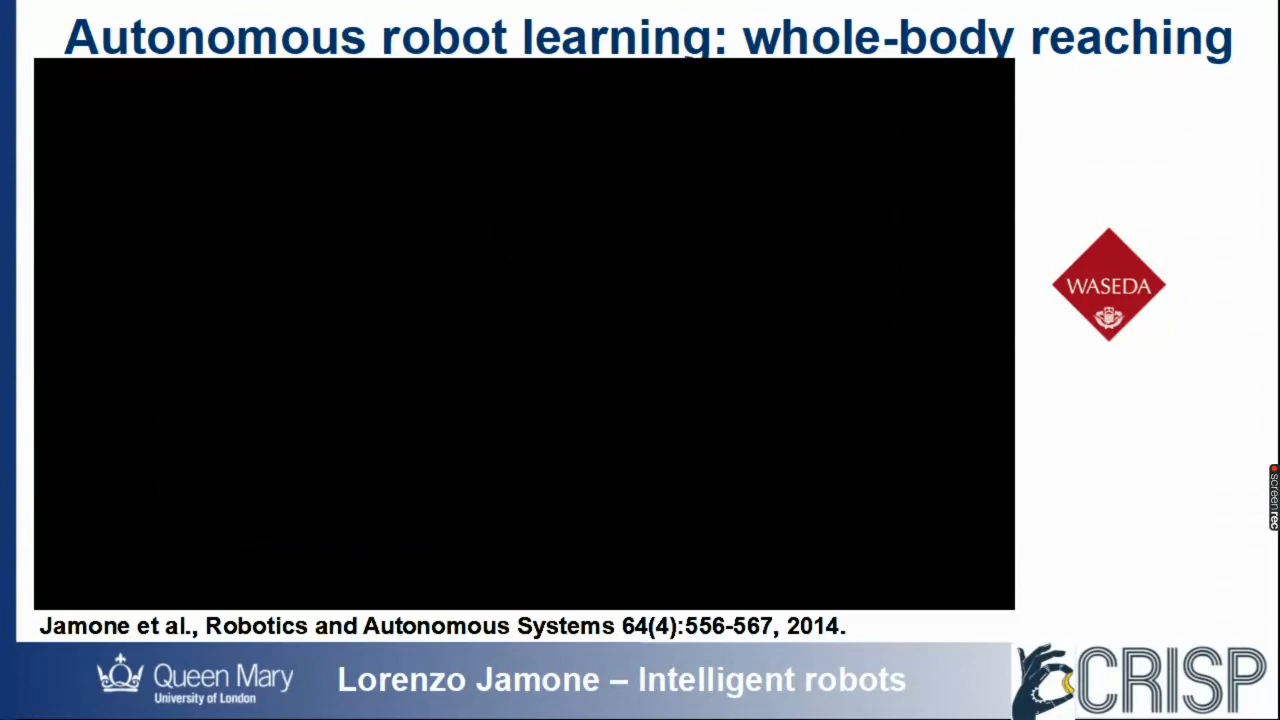 Autonomous robot learning: whole-body reaching
WASEDA
screenrec
Jamone et al., Robotics and Autonomous Systems 64(4):556-567, 2014.
Queen Mary
University of London
Lorenzo Jamone – Intelligent robots
CRISP